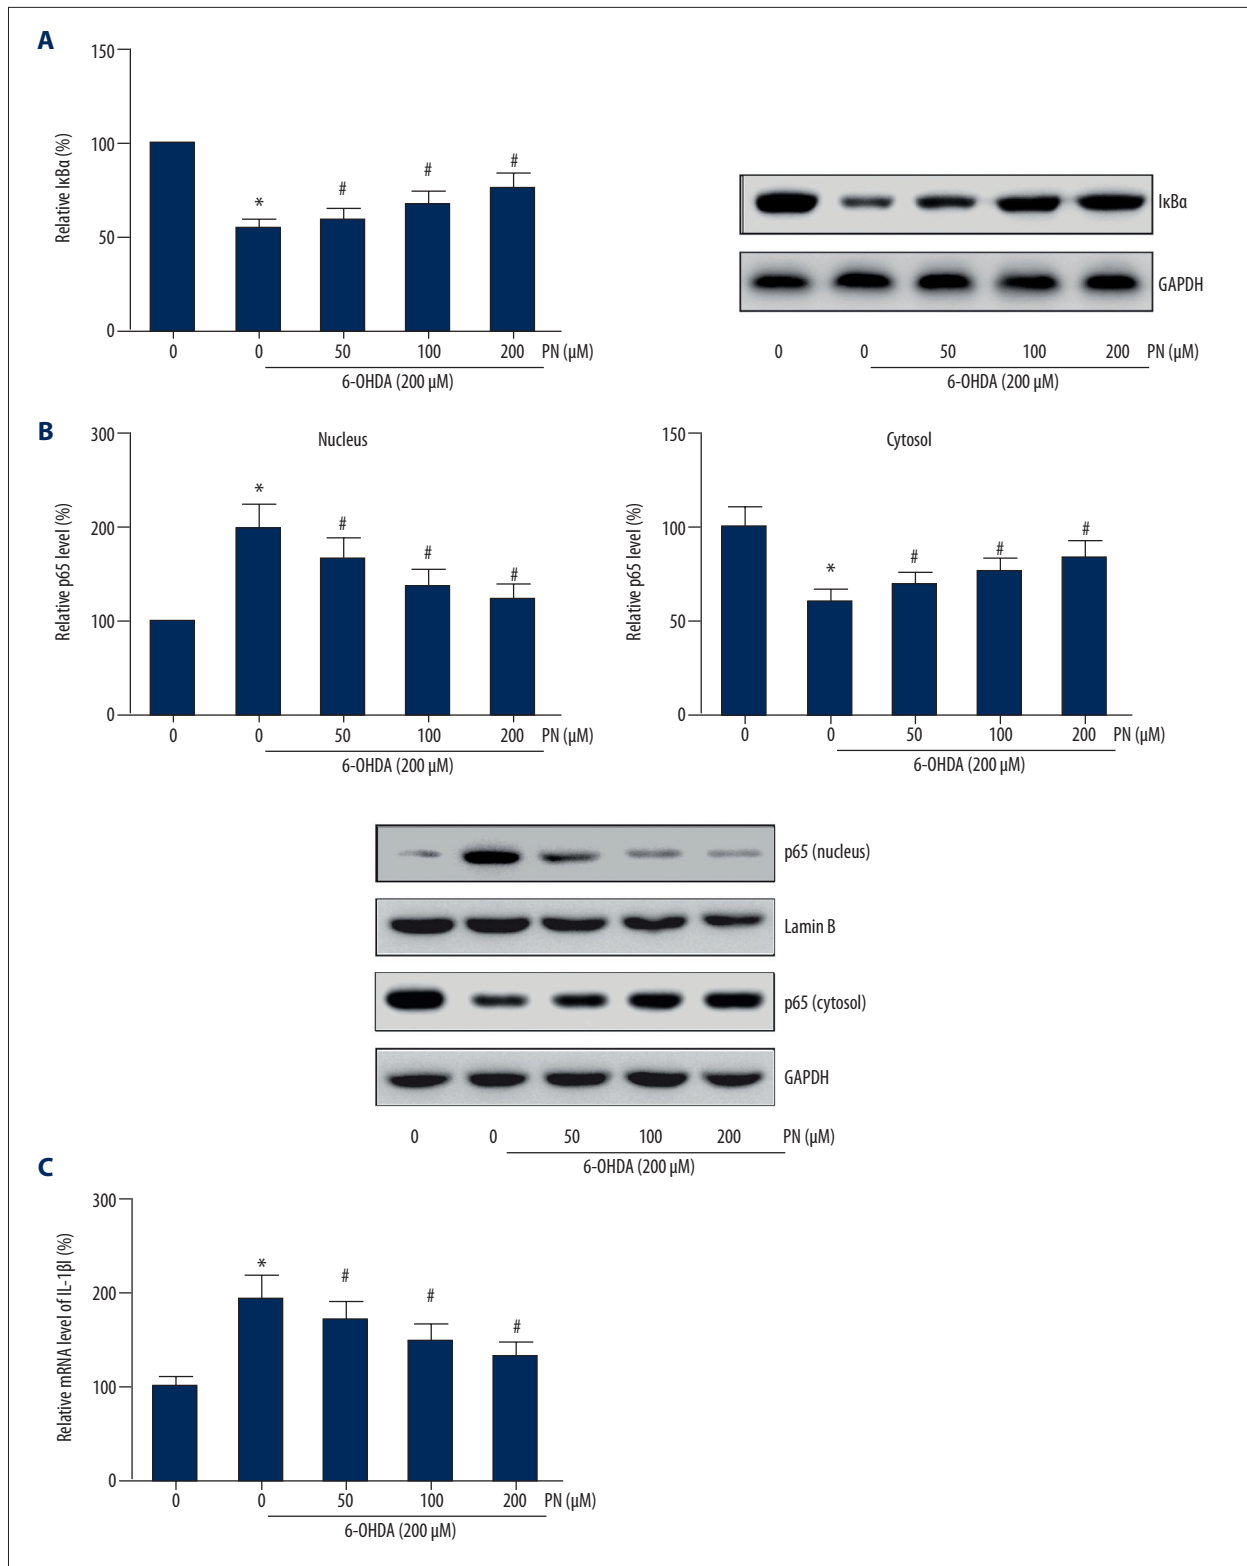 A
150
100
50
0
Relative IκBα (%)
*
#
#
#
0 0 50 100 200 PN (µM)
6-OHDA (200 µM)
IκBα
GAPDH
0 0 50 100 200 PN (µM)
6-OHDA (200 µM)
B
Nucleus
300
200
100
0
Relative p65 level (%)
*
#
#
#
0 0 50 100 200 PN (µM)
6-OHDA (200 µM)
Cytosol
150
100
50
0
Relative p65 level (%)
*
#
#
#
0 0 50 100 200 PN (µM)
6-OHDA (200 µM)
p65 (nucleus)
Lamin B
p65 (cytosol)
GAPDH
0 0 50 100 200 PN (µM)
6-OHDA (200 µM)
C
300
200
100
0
Relative mRNA level of IL-1βl (%)
*
#
#
#
0 0 50 100 200 PN (µM)
6-OHDA (200 µM)